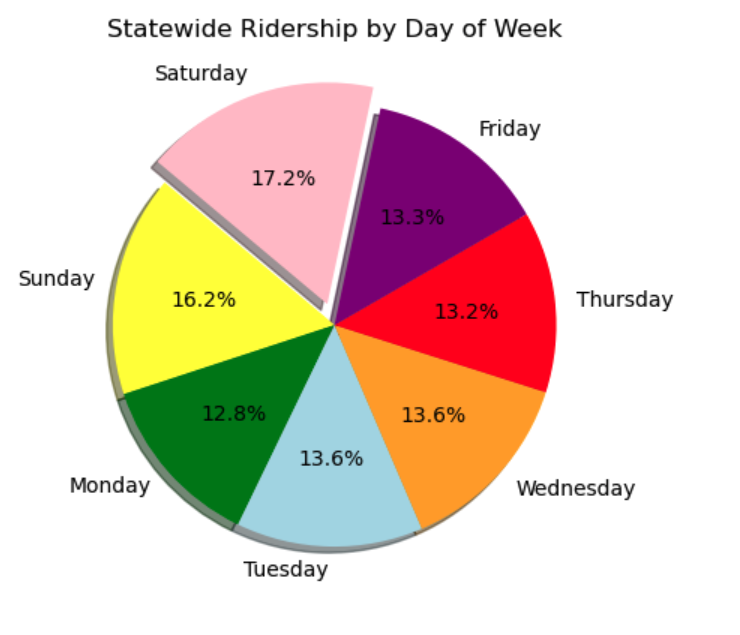 Statewide Ridership by Day of Week
Saturday
17.2%
Friday
13.3%
Sunday
16.2%
Thursday
13.2%
Monday
12.8%
Wednesday
13.6%
Tuesday
13.6%